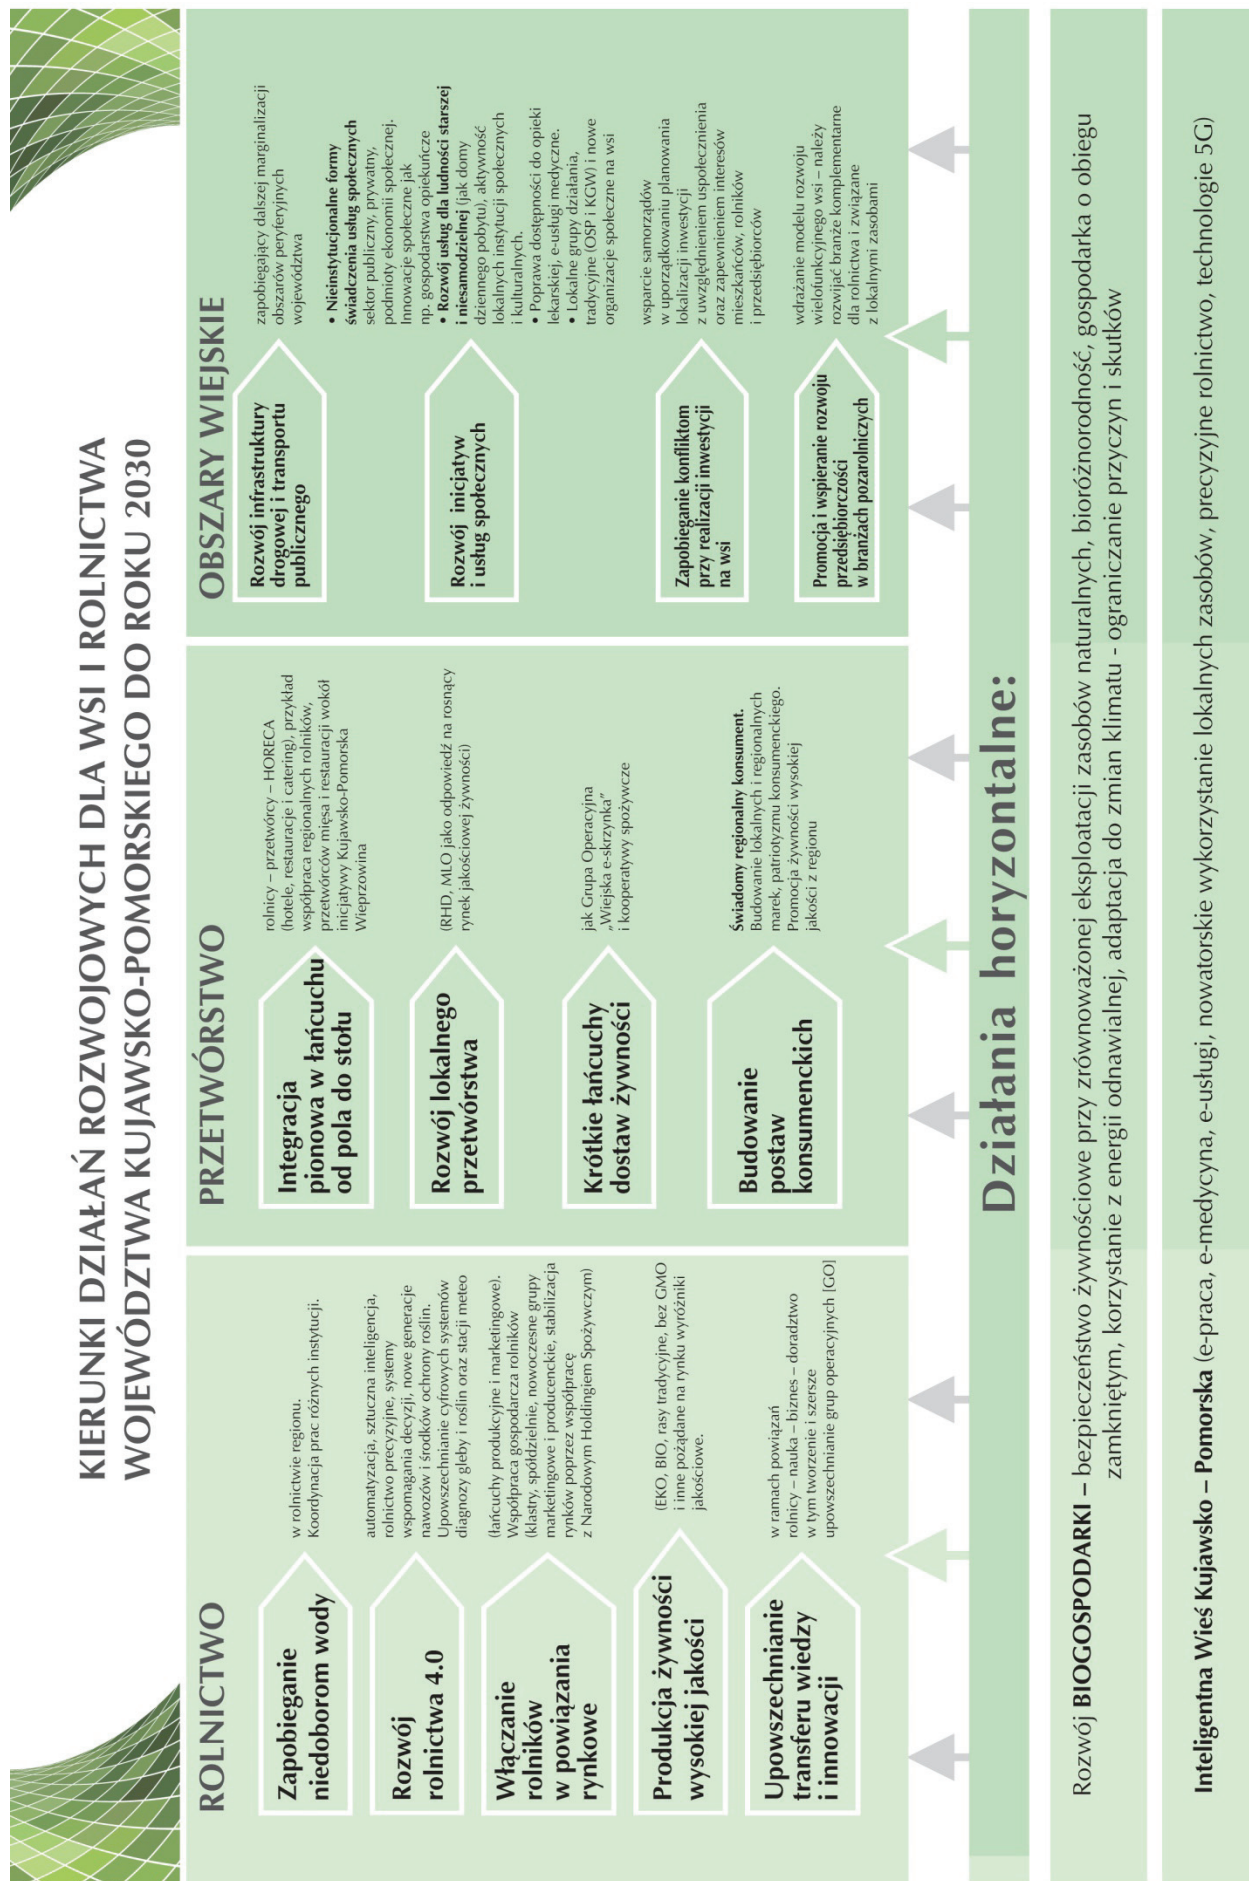 KIERUNKI DZIAŁAŃ ROZWOJOWYCH DLA WSI I ROLNICTWA
WOJEWÓDZTWA KUJAWSKO-POMORSKIEGO DO ROKU 2030
ROLNICTWO
Zapobieganie
niedoborom wody
w rolnictwie regionu.
Koordynacja prac różnych instytucji.
Rozwój
rolnictwa 4.0
automatyzacja, sztuczna inteligencja,
rolnictwo precyzyjne, systemy
wspomagania decyzji, nowe generacje
nawozów i środków ochrony roślin.
Upowszechnianie cyfrowych systemów
diagnozy gleby i roślin oraz stacji meteo
Włączanie
rolników
w powiązania
rynkowe
(łańcuchy produkcyjne i marketingowe).
Współpraca gospodarcza rolników
(klastry, spółdzielnie, nowoczesne grupy
marketingowe i producenckie, stabilizacja
rynków poprzez współpracę
z Narodowym Holdingiem Spożywczym)
Produkcja żywności
wysokiej jakości
(EKO, BIO, rasy tradycyjne, bez GMO
i inne pożądane na rynku wyróżniki
jakościowe.
Upowszechnianie
transferu wiedzy
i innowacji
w ramach powiązań
rolnicy – nauka – biznes – doradztwo
w tym tworzenie i szersze
upowszechnianie grup operacyjnych [GO]
PRZETWÓRSTWO
Integracja
pionowa w łańcuchu
od pola do stołu
rolnicy – przetwórcy – HORECA
(hotele, restauracje i catering), przykład
współpraca regionalnych rolników,
przetwórców mięsa i restauracji wokół
inicjatywy Kujawsko-Pomorska
Wieprzowina
Rozwój lokalnego
przetwórstwa
(RHD, MLO jako odpowiedź na rosnący
rynek jakościowej żywności)
Krótkie łańcuchy
dostaw żywności
jak Grupa Operacyjna
„Wiejska e-skrzynka”
i kooperatywy spożywcze
Budowanie
postaw
konsumenckich
Świadomy regionalny konsument.
Budowanie lokalnych i regionalnych
marek, patriotyzmu konsumenckiego.
Promocja żywności wysokiej
jakości z regionu
OBSZARY WIEJSKIE
Rozwój infrastruktury
drogowej i transportu
publicznego
zapobiegający dalszej marginalizacji
obszarów peryferyjnych
województwa
Rozwój inicjatyw
i usług społecznych
• Nieinstytucjonalne formy
świadczenia usług społecznych
sektor publiczny, prywatny,
podmioty ekonomii społecznej.
Innowacje społeczne jak
np. gospodarstwa opiekuńcze
• Rozwój usług dla ludności starszej
i niesamodzielnej (jak domy
dziennego pobytu), aktywność
lokalnych instytucji społecznych
i kulturalnych.
• Poprawa dostępności do opieki
lekarskiej, e-usługi medyczne.
• Lokalne grupy działania,
tradycyjne (OSP i KGW) i nowe
organizacje społeczne na wsi
Zapobieganie konfliktom
przy realizacji inwestycji
na wsi
wsparcie samorządów
w uporządkowaniu planowania
lokalizacji inwestycji
z uwzględnieniem uspołecznienia
oraz zapewnieniem interesów
mieszkańców, rolników
i przedsiębiorców
Promocja i wspieranie rozwoju
przedsiębiorczości
w branżach pozarolniczych
wdrażanie modelu rozwoju
wielofunkcyjnego wsi – należy
rozwijać branże komplementarne
dla rolnictwa i związane
z lokalnymi zasobami
Działania horyzontalne:
Rozwój BIOGOSPODARKI – bezpieczeństwo żywnościowe przy zrównoważonej eksploatacji zasobów naturalnych, bioróżnorodność, gospodarka o obiegu
zamkniętym, korzystanie z energii odnawialnej, adaptacja do zmian klimatu - ograniczanie przyczyn i skutków
Inteligentna Wieś Kujawsko – Pomorska (e-praca, e-medycyna, e-usługi, nowatorskie wykorzystanie lokalnych zasobów, precyzyjne rolnictwo, technologie 5G)